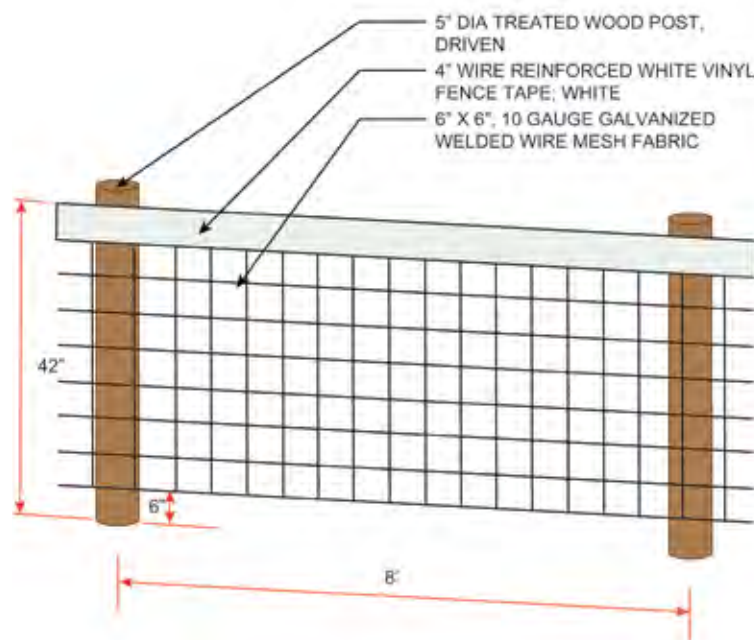 5" DIA TREATED WOOD POST,
DRIVEN
4" WIRE REINFORCED WHITE VINYL
FENCE TAPE; WHITE
6" X 6", 10 GAUGE GALVANIZED
WELDED WIRE MESH FABRIC
42"
6"
8'